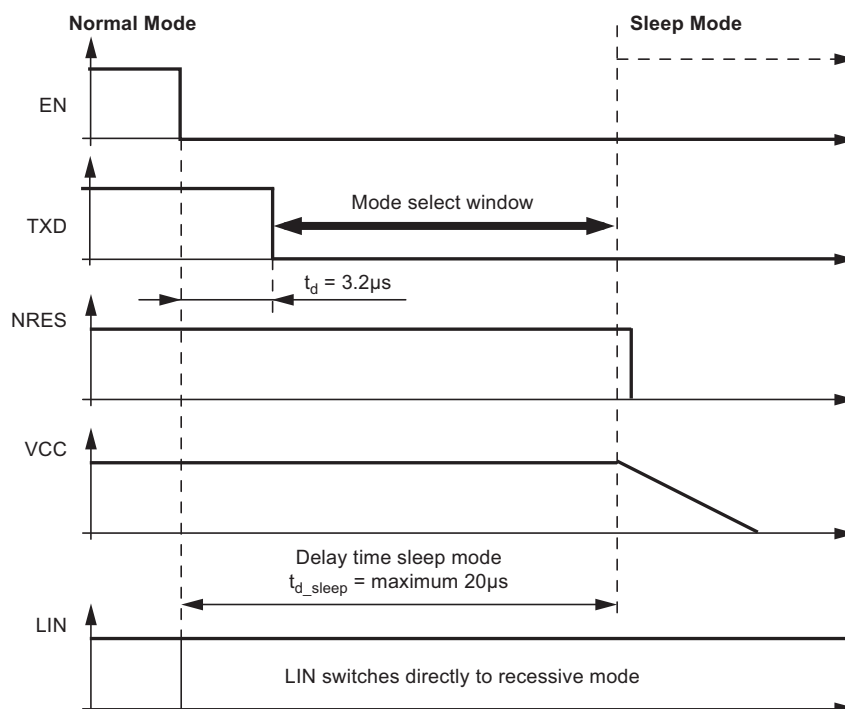 Normal Mode
Sleep Mode
EN
TXD
Mode select window
t_d = 3.2µs
NRES
VCC
Delay time sleep mode
t_d_sleep = maximum 20µs
LIN
LIN switches directly to recessive mode